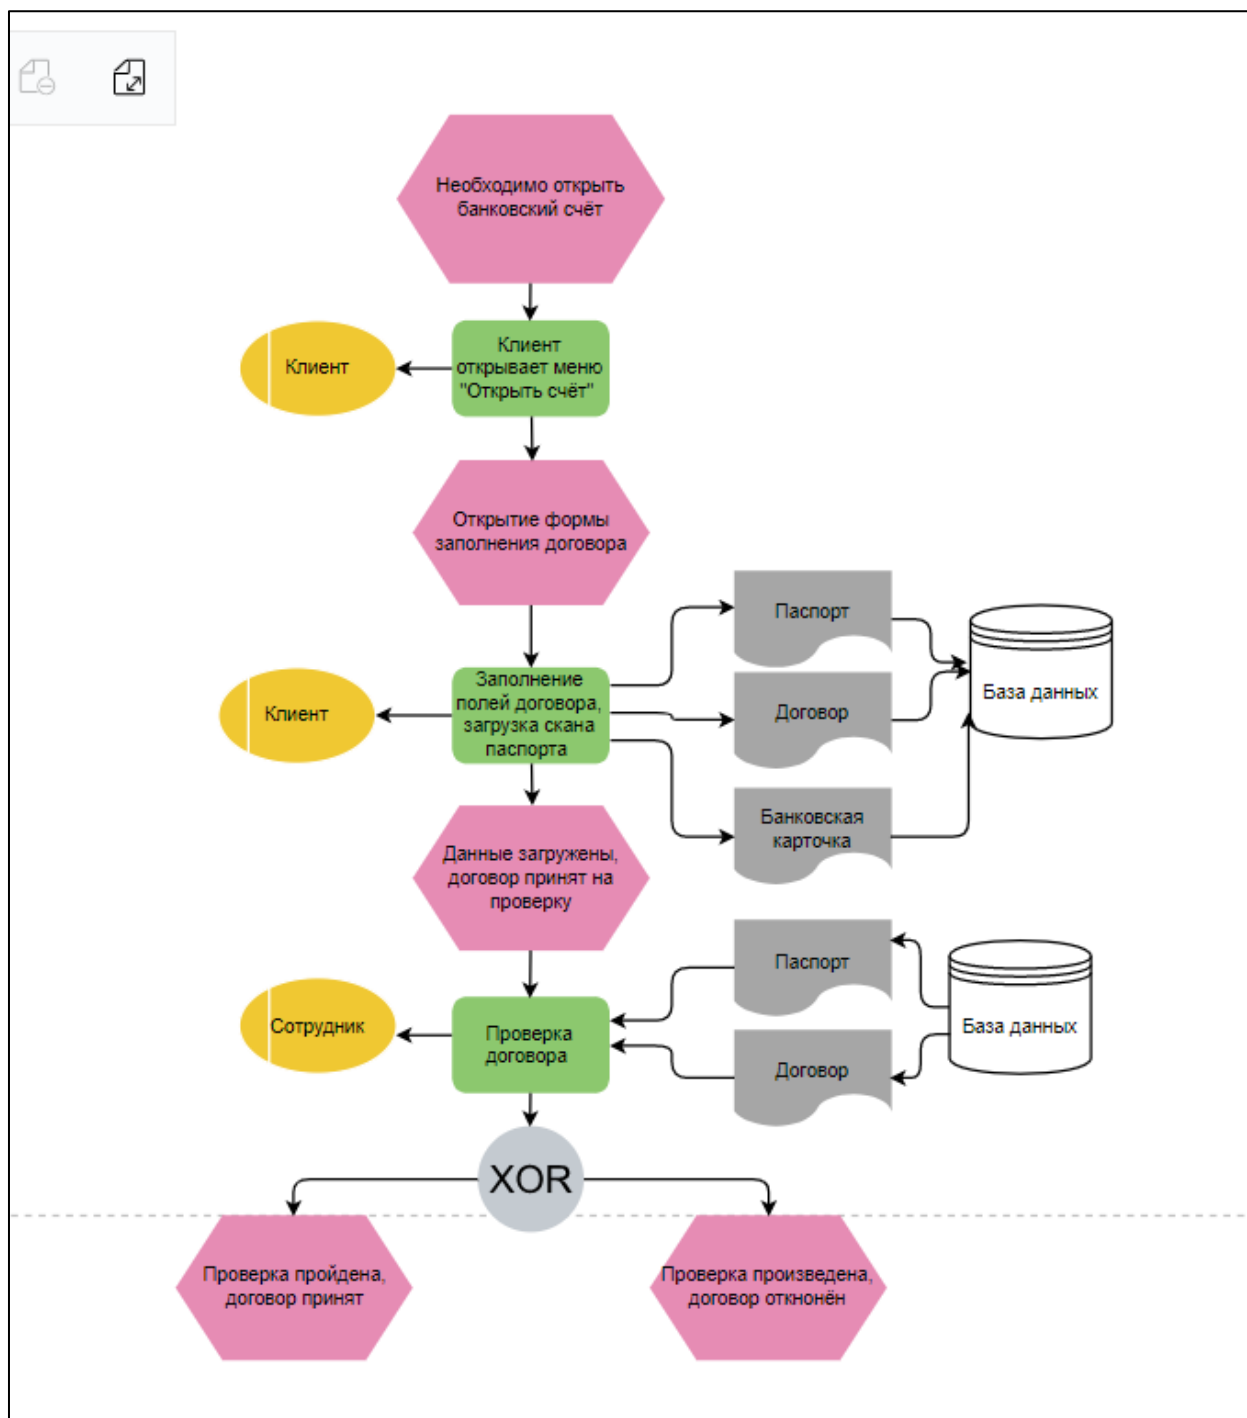 Необходимо открыть
банковский счёт
Клиент
Клиент
открывает меню
"Открыть счёт"
Открытие формы
заполнения договора
Паспорт
База данных
Клиент
Заполнение
полей договора,
загрузка скана
паспорта
Договор
Банковская
карточка
Данные загружены,
договор принят на
проверку
Паспорт
База данных
Сотрудник
Проверка
договора
Договор
XOR
Проверка пройдена,
договор принят
Проверка произведена,
договор откнонён